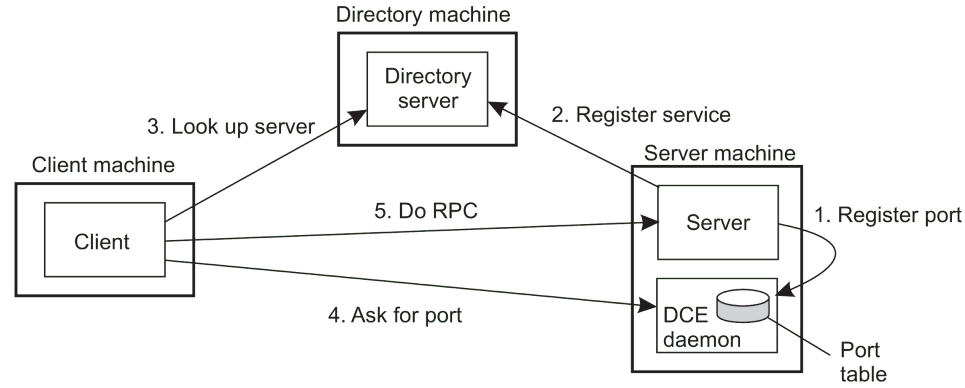 Directory machine
Directory
server
3. Look up server
2. Register service
Client machine
Server machine
Client
5. Do RPC
Server
1. Register port
4. Ask for port
DCE
daemon
Port
table